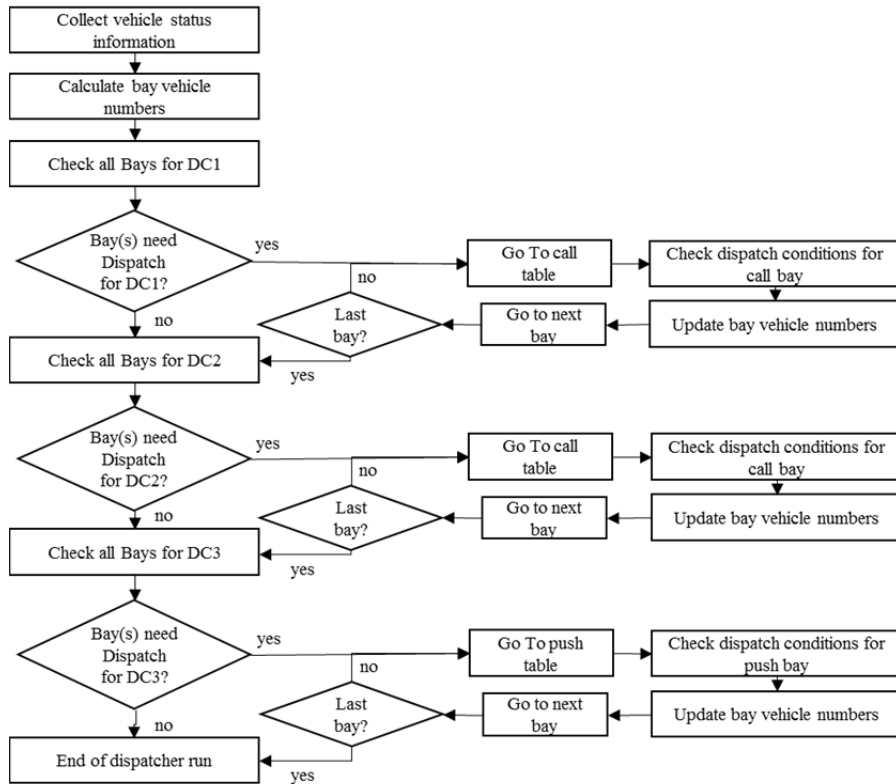 Collect vehicle status
information
Calculate bay vehicle
numbers
Check all Bays for DC1
Bay(s) need
Dispatch
for DC1?
yes
no
Go To call
table
Check dispatch conditions for
call bay
Update bay vehicle numbers
Go to next
bay
Last
bay?
no
yes
Check all Bays for DC2
Bay(s) need
Dispatch
for DC2?
yes
no
Go To call
table
Check dispatch conditions for
call bay
Update bay vehicle numbers
Go to next bay
Last
bay?
no
yes
Check all Bays for DC3
Bay(s) need
Dispatch
for DC3?
yes
no
Go To push
table
Check dispatch conditions for
push bay
Update bay vehicle numbers
Go to next bay
Last
bay?
no
yes
End of dispatcher run